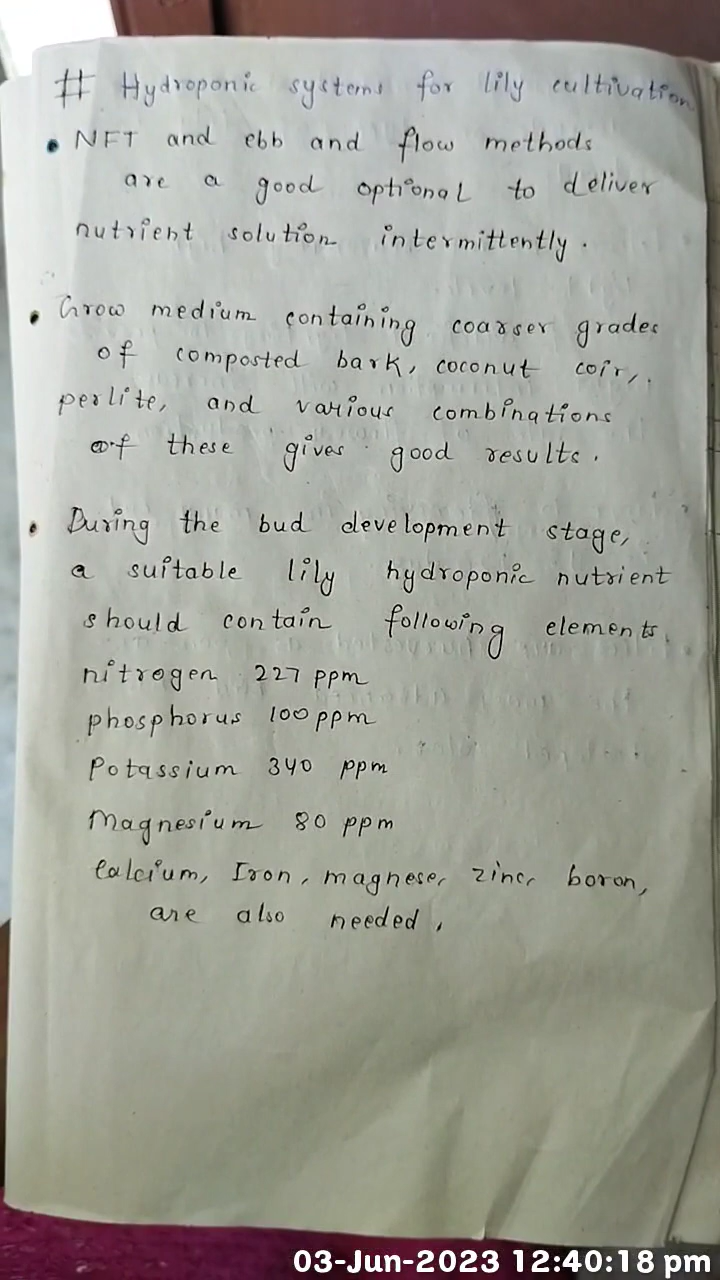 # Hydroponic systems for lily cultivation
• NFT and ebb and flow methods
are a good optional to deliver
nutrient solution intermittently.
• Grow medium containing coarser grades
of composted bark, coconut coir,.
perlite, and various combinations
of these gives good results.
• During the bud development stage,
a suitable lily hydroponic nutrient
should contain following elements.
nitrogen 227 ppm
phosphorus 100 ppm
Potassium 340 ppm
Magnesium 80 ppm
Calcium, Iron, magnese, zinc, boron,
are also needed,
03-Jun-2023 12:40:18 pm